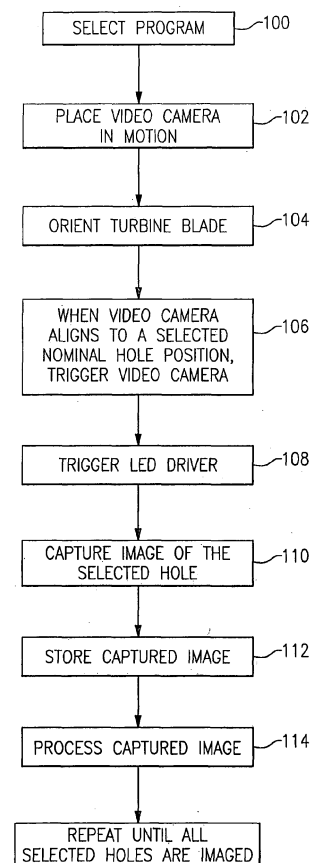 SELECT PROGRAM
100
PLACE VIDEO CAMERA
IN MOTION
102
ORIENT TURBINE BLADE
104
WHEN VIDEO CAMERA
ALIGNS TO A SELECTED
NOMINAL HOLE POSITION,
TRIGGER VIDEO CAMERA
106
TRIGGER LED DRIVER
108
CAPTURE IMAGE OF THE
SELECTED HOLE
110
STORE CAPTURED IMAGE
112
PROCESS CAPTURED IMAGE
114
REPEAT UNTIL ALL
SELECTED HOLES ARE IMAGED